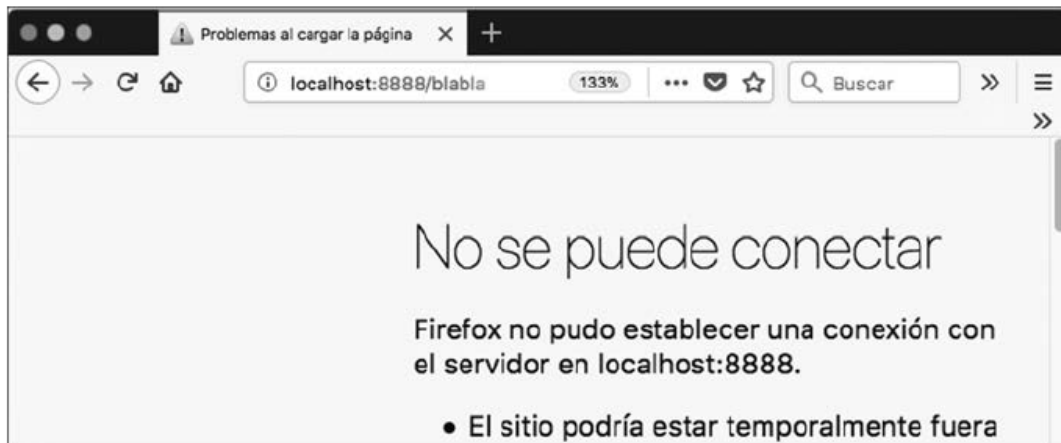 Problemas al cargar la página
localhost:8888/blabla 133% Buscar
No se puede conectar
Firefox no pudo establecer una conexión con
el servidor en localhost:8888.
• El sitio podría estar temporalmente fuera